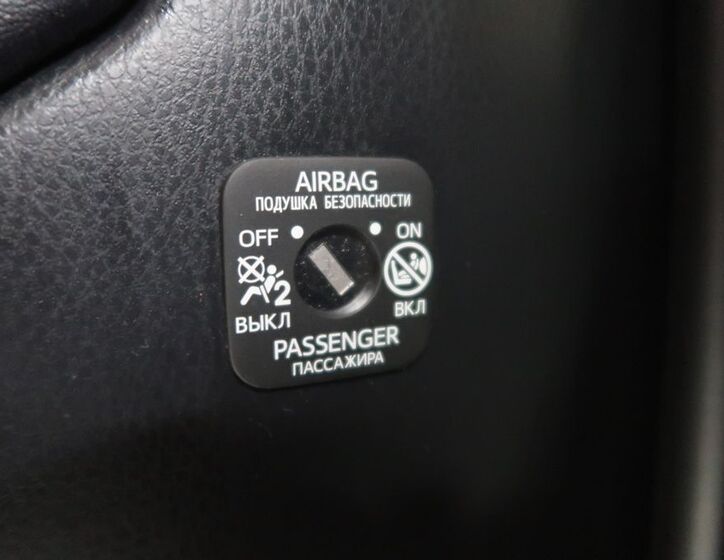 AIRBAG
ПОДУШКА БЕЗОПАСНОСТИ
OFF ON
2
ВЫКЛ ВКЛ
PASSENGER
ПАССАЖИРА